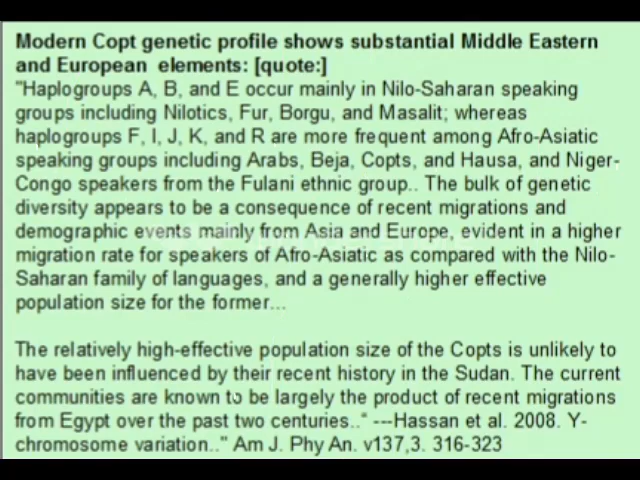 Modern Copt genetic profile shows substantial Middle Eastern
and European elements: [quote:]
"Haplogroups A, B, and E occur mainly in Nilo-Saharan speaking
groups including Nilotics, Fur, Borgu, and Masalit; whereas
haplogroups F, I, J, K, and R are more frequent among Afro-Asiatic
speaking groups including Arabs, Beja, Copts, and Hausa, and Niger-
Congo speakers from the Fulani ethnic group.. The bulk of genetic
diversity appears to be a consequence of recent migrations and
demographic events mainly from Asia and Europe, evident in a higher
migration rate for speakers of Afro-Asiatic as compared with the Nilo-
Saharan family of languages, and a generally higher effective
population size for the former...
The relatively high-effective population size of the Copts is unlikely to
have been influenced by their recent history in the Sudan. The current
communities are known to be largely the product of recent migrations
from Egypt over the past two centuries.." ---Hassan et al. 2008. Y-
chromosome variation.." Am J. Phy An. v137,3. 316-323